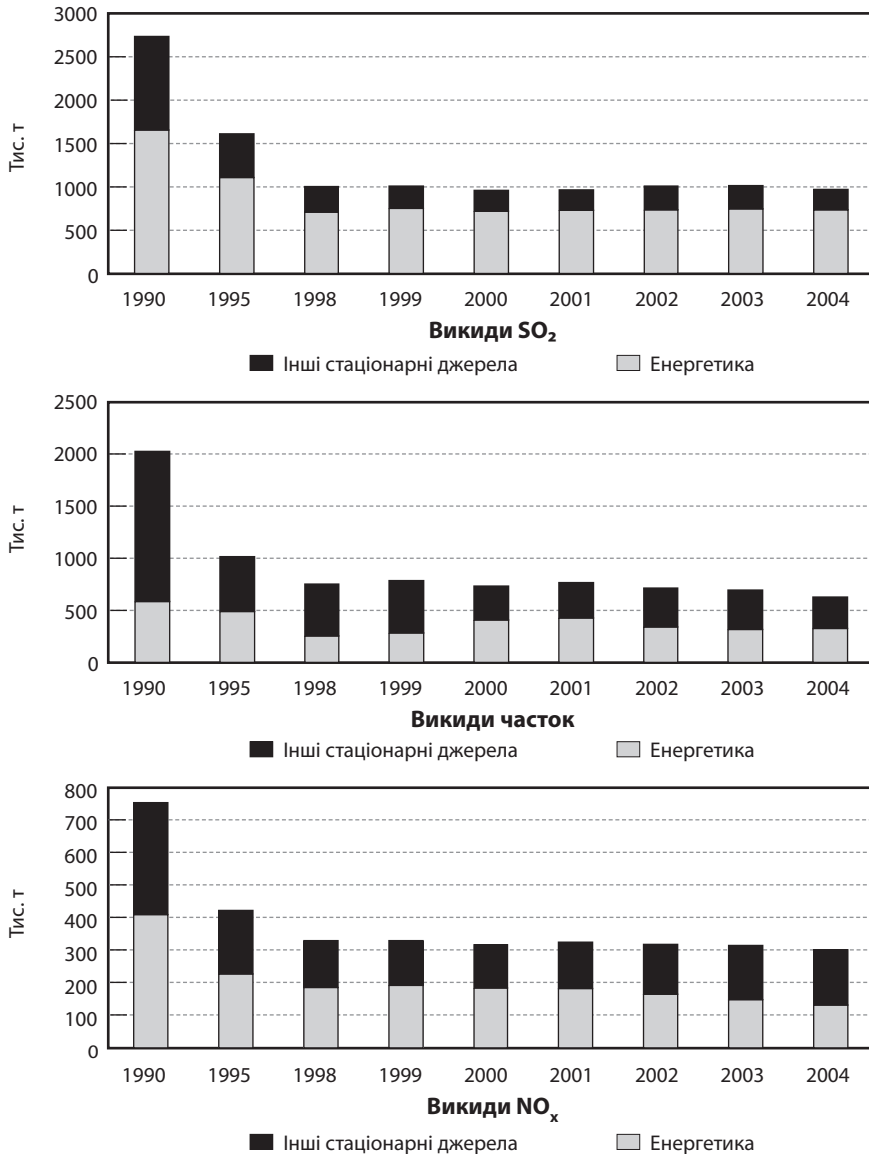 3000
2500
2000
1500
1000
500
0
Тис. т
1990 1995 1998 1999 2000 2001 2002 2003 2004
Викиди SO₂
Інші стаціонарні джерела Енергетика
2500
2000
1500
1000
500
0
Тис. т
1990 1995 1998 1999 2000 2001 2002 2003 2004
Викиди часток
Інші стаціонарні джерела Енергетика
800
700
600
500
400
300
200
100
0
Тис. т
1990 1995 1998 1999 2000 2001 2002 2003 2004
Викиди NOₓ
Інші стаціонарні джерела Енергетика